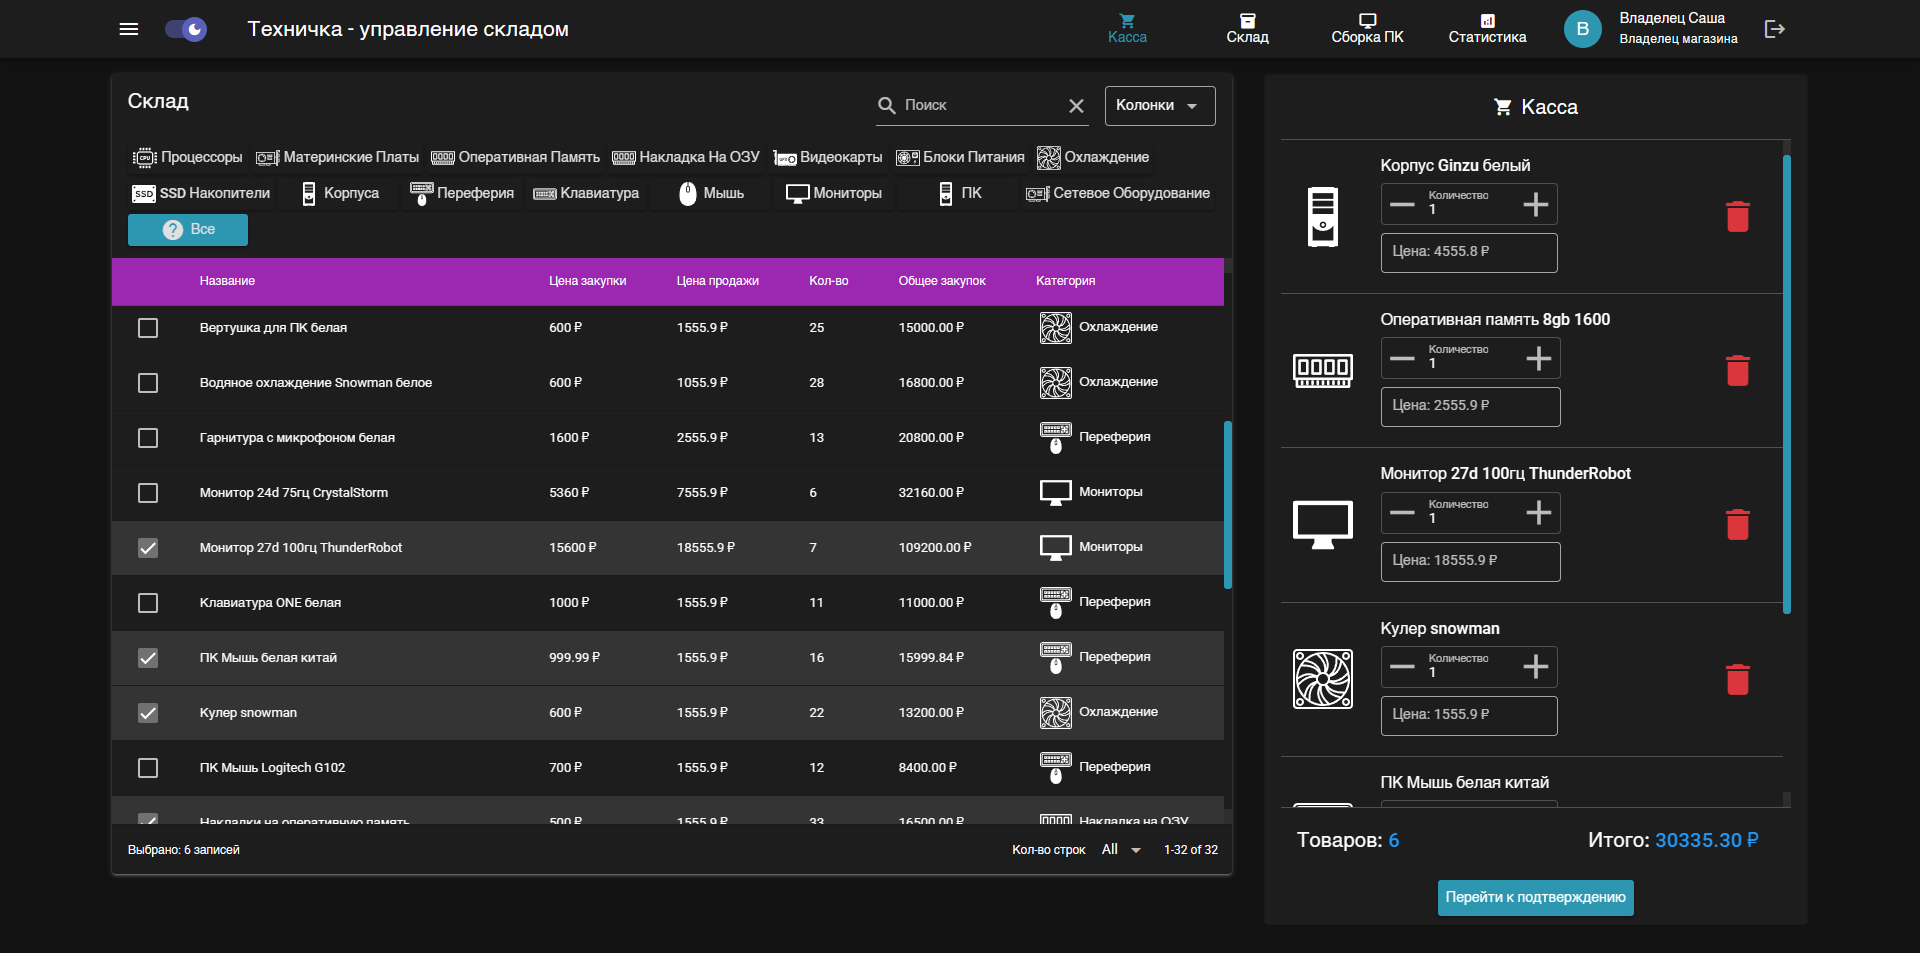 Техничка - управление складом
Касса
Склад
Сборка ПК
Статистика
В
Владелец Саша
Владелец магазина
Склад
Поиск
Колонки
Процессоры
Материнские Платы
Оперативная Память
Накладка На ОЗУ
Видеокарты
Блоки Питания
Охлаждение
SSD Накопители
Корпуса
Переферия
Клавиатура
Мышь
Мониторы
ПК
Сетевое Оборудование
Все
Название Цена закупки Цена продажи Кол-во Общее закупок Категория
Вертушка для ПК белая 600 ₽ 1555.9 ₽ 25 15000.00 ₽ Охлаждение
Водяное охлаждение Snowman белое 600 ₽ 1055.9 ₽ 28 16800.00 ₽ Охлаждение
Гарнитура с микрофоном белая 1600 ₽ 2555.9 ₽ 13 20800.00 ₽ Переферия
Монитор 24d 75гц CrystalStorm 5360 ₽ 7555.9 ₽ 6 32160.00 ₽ Мониторы
Монитор 27d 100гц ThunderRobot 15600 ₽ 18555.9 ₽ 7 109200.00 ₽ Мониторы
Клавиатура ONE белая 1000 ₽ 1555.9 ₽ 11 11000.00 ₽ Переферия
ПК Мышь белая китай 999.99 ₽ 1555.9 ₽ 16 15999.84 ₽ Переферия
Кулер snowman 600 ₽ 1555.9 ₽ 22 13200.00 ₽ Охлаждение
ПК Мышь Logitech G102 700 ₽ 1555.9 ₽ 12 8400.00 ₽ Переферия
Накладки на оперативную память 500 ₽ 1555.9 ₽ 33 16500.00 ₽ Накладка на ОЗУ
Выбрано: 6 записей
Кол-во строк All 1-32 of 32
Касса
Корпус Ginzu белый
Количество
1
Цена: 4555.8 ₽
Оперативная память 8gb 1600
Количество
1
Цена: 2555.9 ₽
Монитор 27d 100гц ThunderRobot
Количество
1
Цена: 18555.9 ₽
Кулер snowman
Количество
1
Цена: 1555.9 ₽
ПК Мышь белая китай
Товаров: 6
Итого: 30335.30 ₽
Перейти к подтверждению